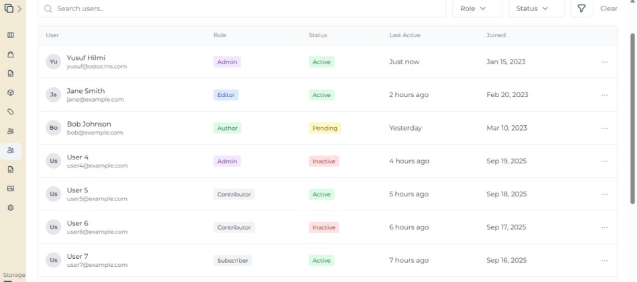 Search users...
Role
Status
Clear
User Role Status Last Active Joined
Yu Yusuf Hilmi Admin Active Just now Jan 15, 2023 ...
yusuf@ostocms.com
Ja Jane Smith Editor Active 2 hours ago Feb 20, 2023 ...
jane@example.com
Bo Bob Johnson Author Pending Yesterday Mar 10, 2023 ...
bob@example.com
Us User 4 Admin Inactive 4 hours ago Sep 19, 2025 ...
user4@example.com
Us User 5 Contributor Active 5 hours ago Sep 18, 2025 ...
user5@example.com
Us User 6 Contributor Inactive 6 hours ago Sep 17, 2025 ...
user6@example.com
Us User 7 Subscriber Active 7 hours ago Sep 16, 2025 ...
user7@example.com
Storage